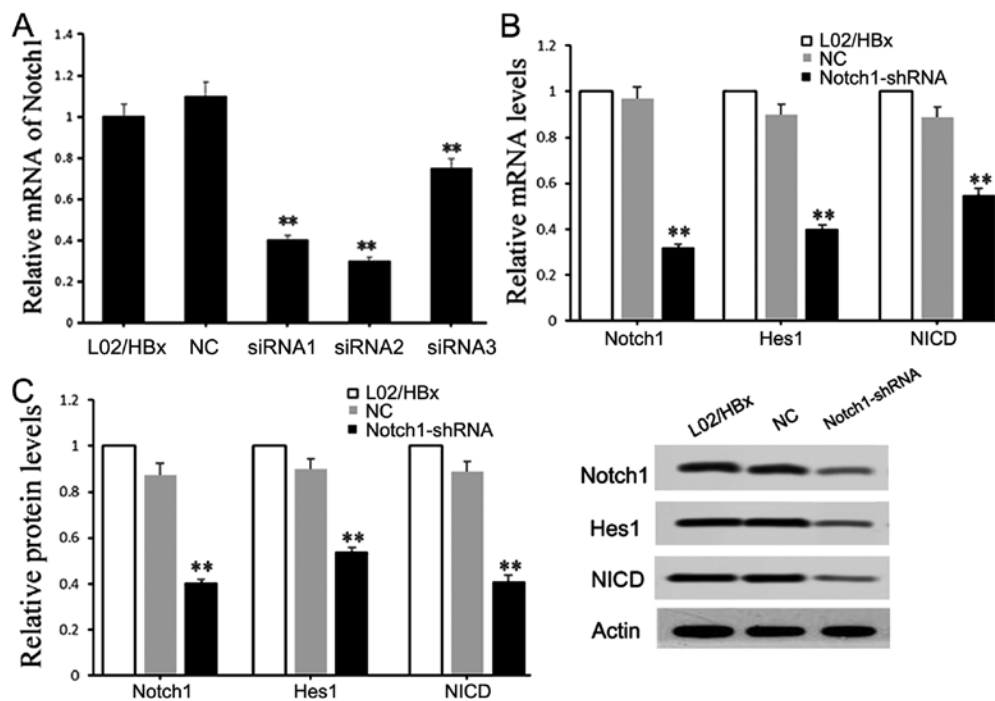 A
Relative mRNA of Notch1
1.4
1.2
1
0.8
0.6
0.4
0.2
0
**
**
**
L02/HBx NC siRNA1 siRNA2 siRNA3
B
Relative mRNA levels
1.2
1
0.8
0.6
0.4
0.2
0
L02/HBx
NC
Notch1-shRNA
**
**
**
Notch1 Hes1 NICD
C
Relative protein levels
1.2
1
0.8
0.6
0.4
0.2
0
L02/HBx
NC
Notch1-shRNA
**
**
**
Notch1 Hes1 NICD
L02/HBx NC Notch1-shRNA
Notch1
Hes1
NICD
Actin